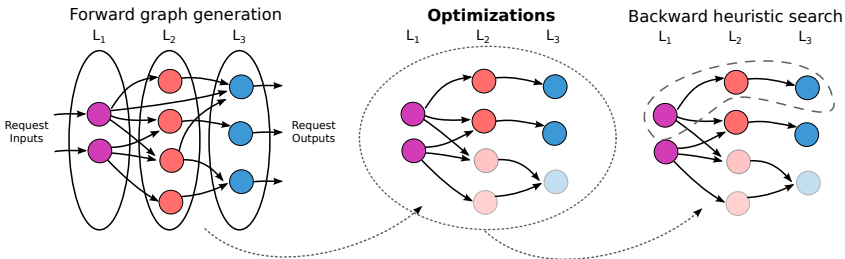 Forward graph generation
L₁
L₂
L₃
Request
Inputs
Request
Outputs
Optimizations
L₁
L₂
L₃
Backward heuristic search
L₁
L₂
L₃